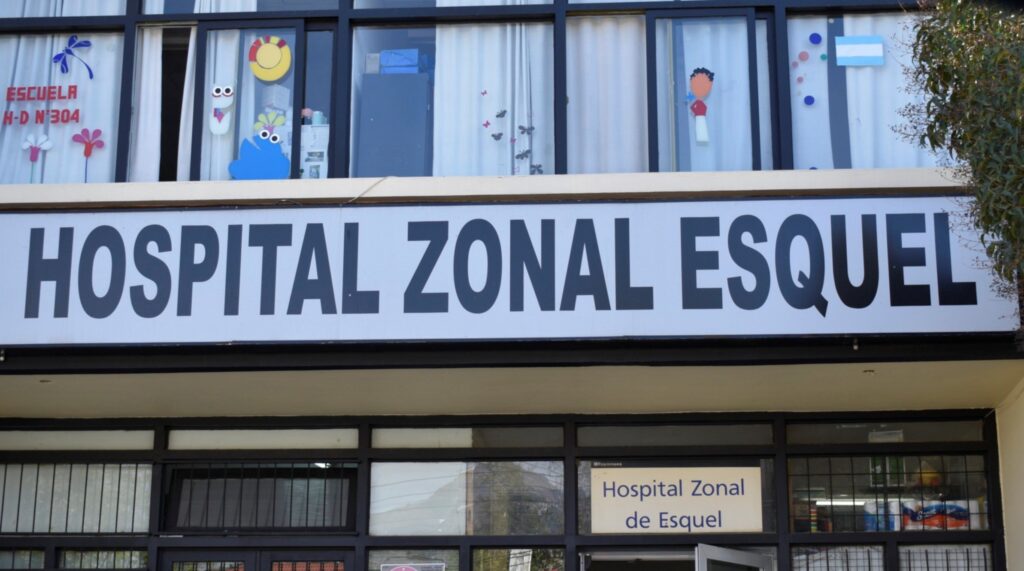 ESCUELA
H-D N°304
HOSPITAL ZONAL ESQUEL
Hospital Zonal
de Esquel